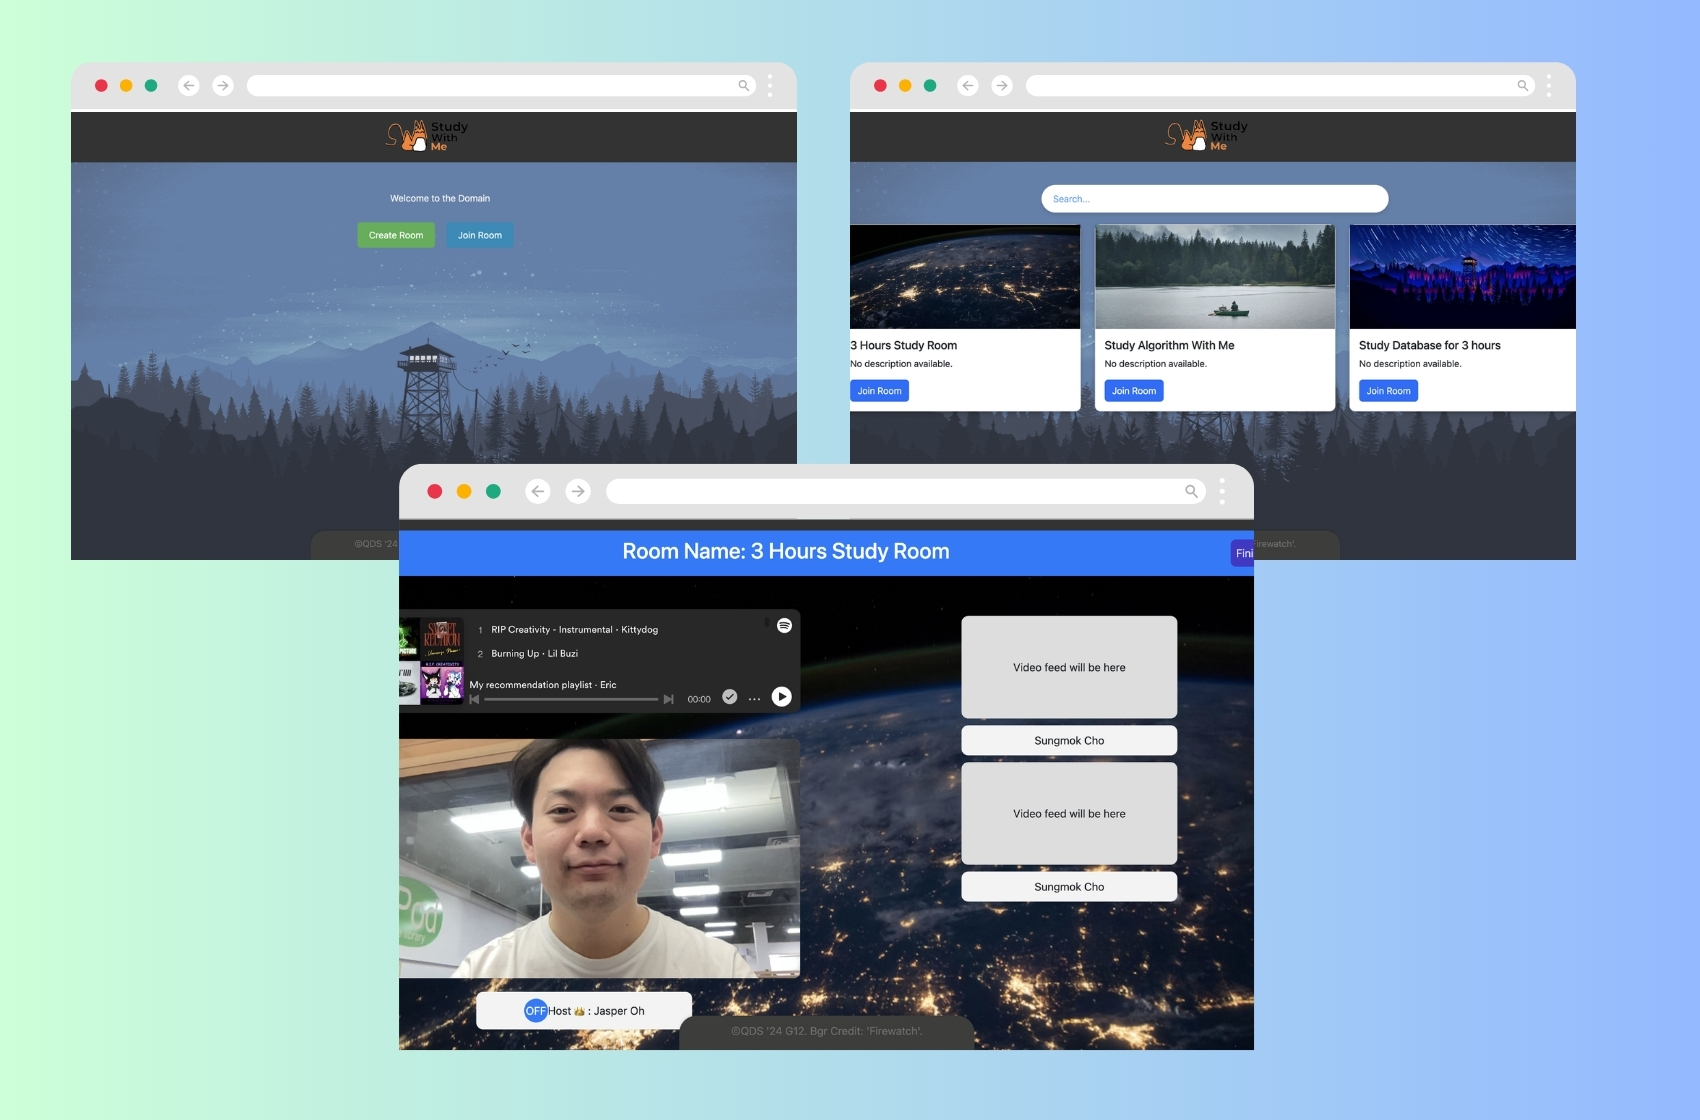 Study
With
Me
Welcome to the Domain
Create Room
Join Room
©QDS '24
Study
With
Me
Search...
3 Hours Study Room
No description available.
Join Room
Study Algorithm With Me
No description available.
Join Room
Study Database for 3 hours
No description available.
Join Room
Firewatch'.
Room Name: 3 Hours Study Room
Fini
1 RIP Creativity - Instrumental · Kittydog
2 Burning Up · Lil Buzi
My recommendation playlist · Eric
00:00
Video feed will be here
Sungmok Cho
Video feed will be here
Sungmok Cho
OFF Host 👑 : Jasper Oh
©QDS '24 G12. Bgr Credit: 'Firewatch'.